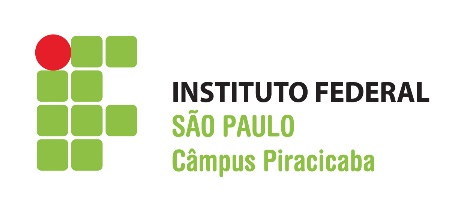 INSTITUTO FEDERAL
SÃO PAULO
Câmpus Piracicaba